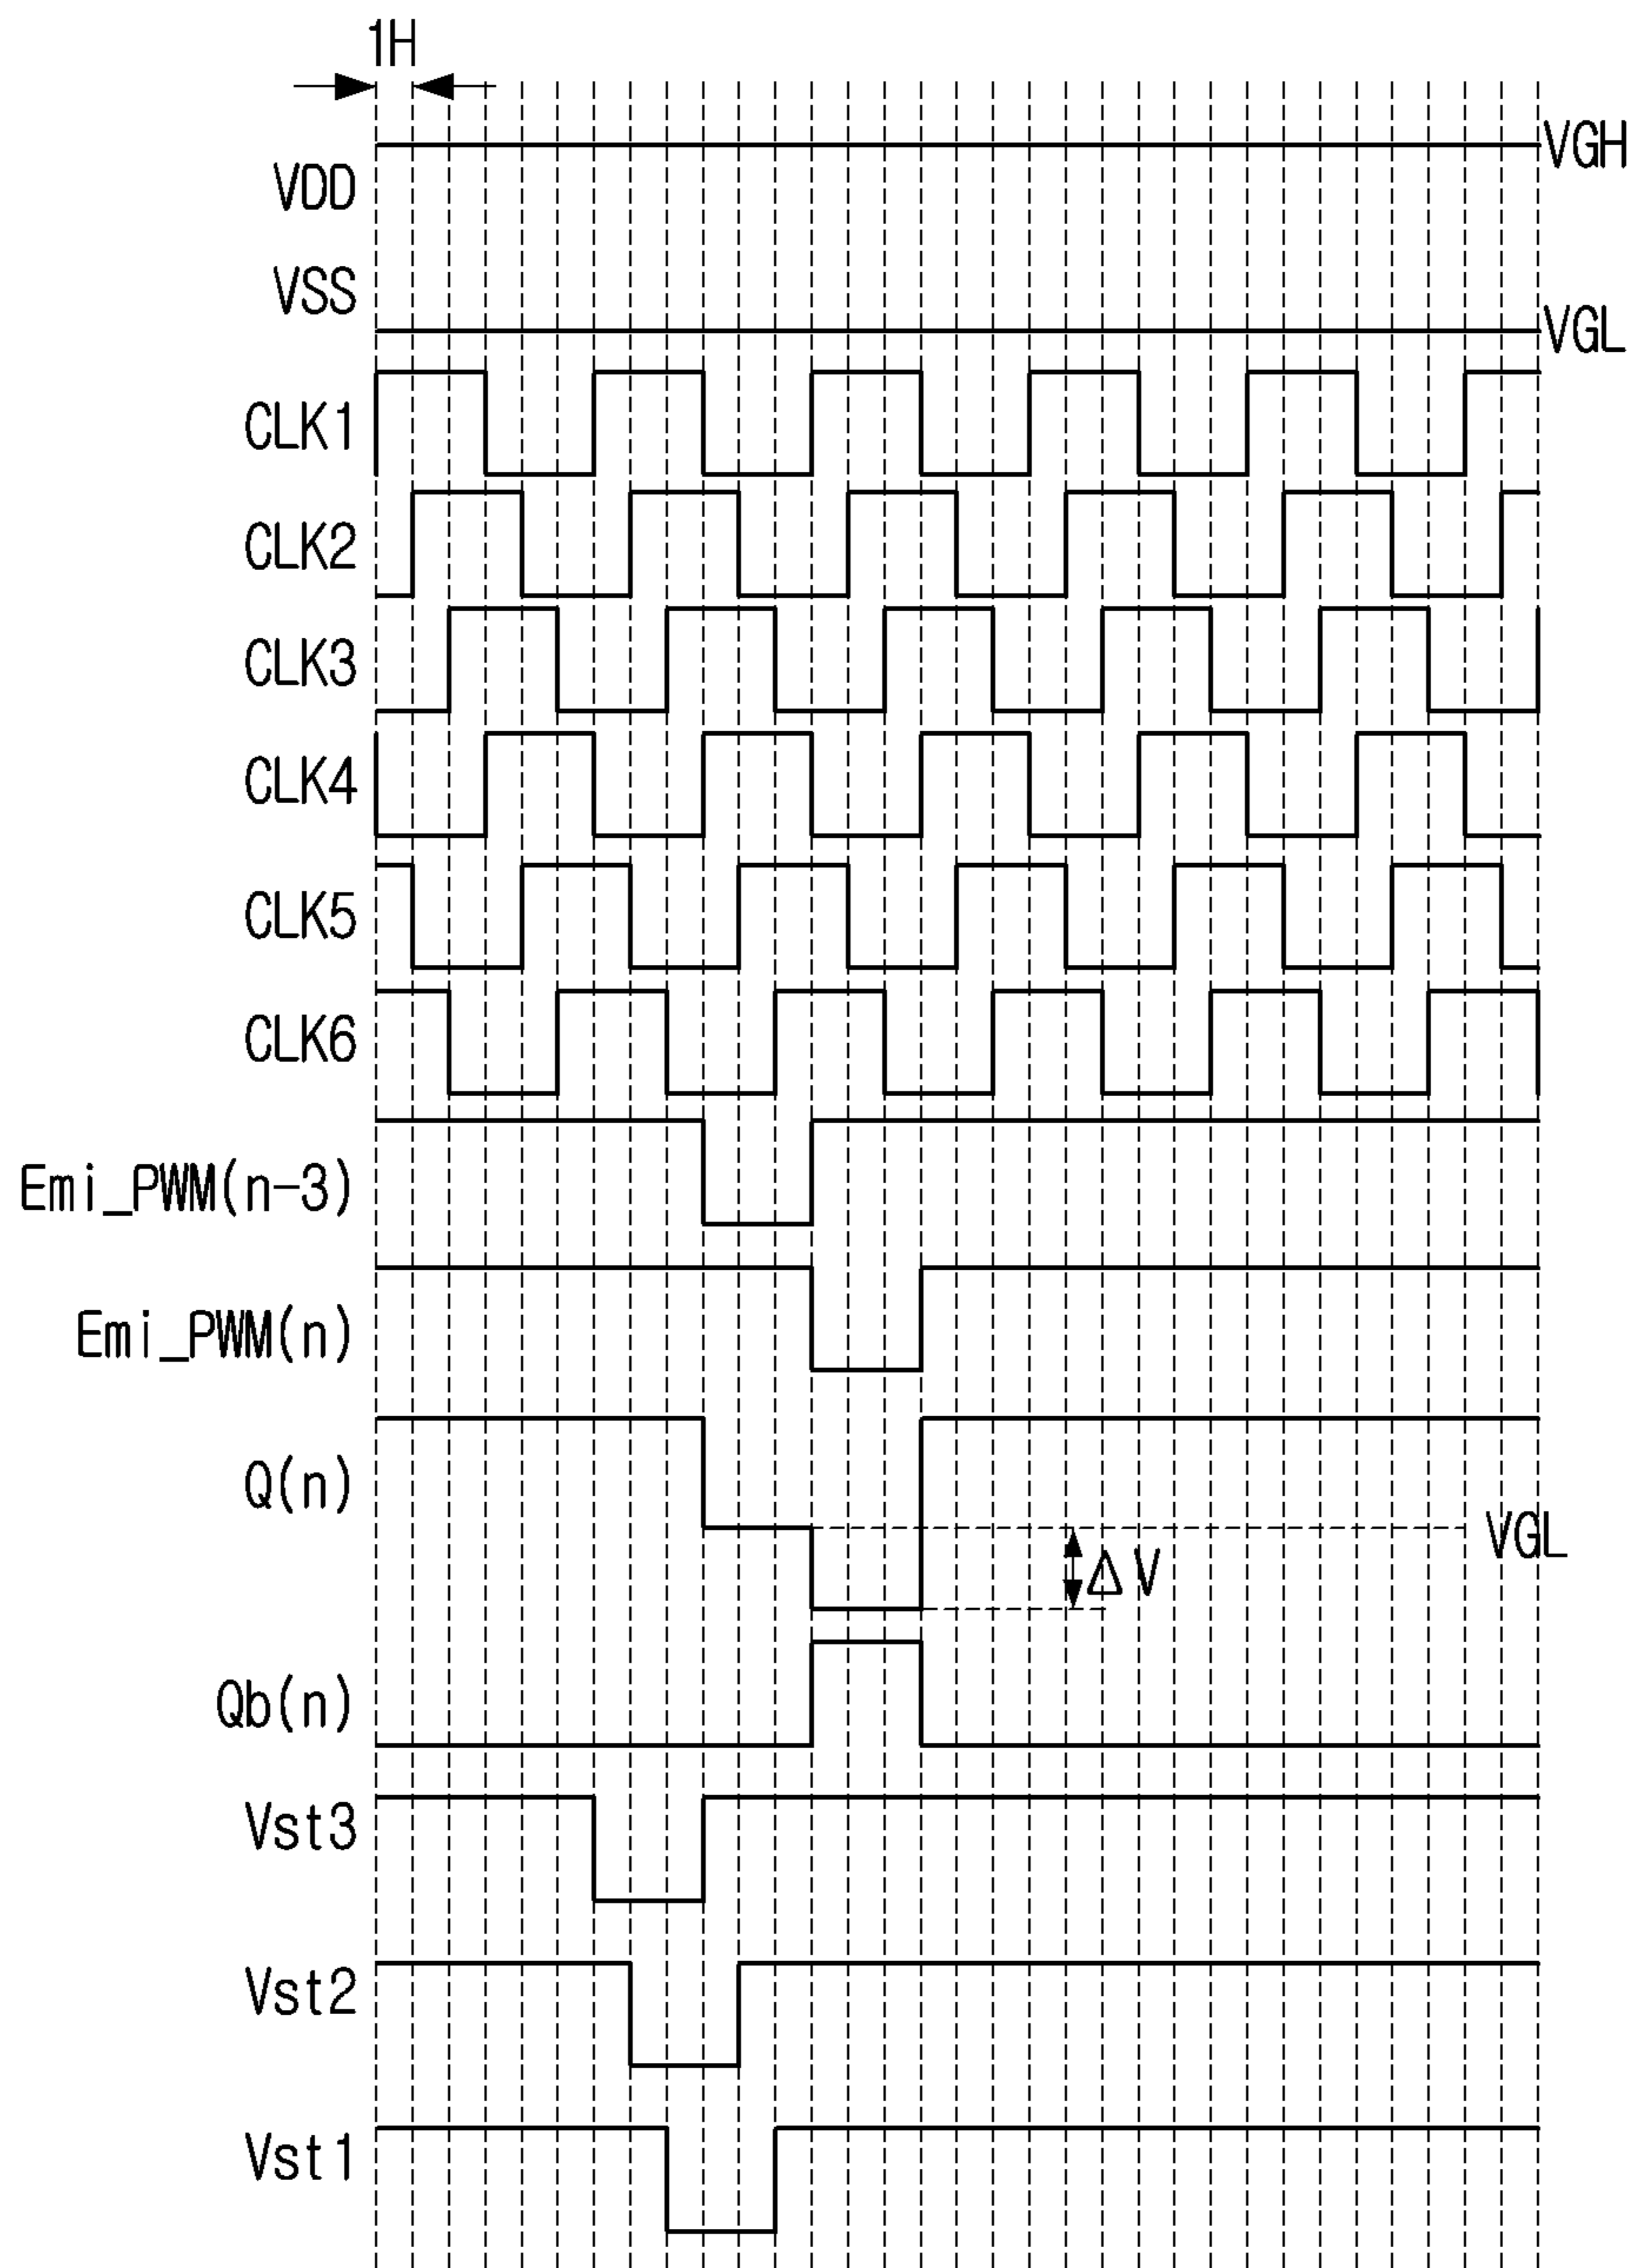 1H
VGH
VDD
VSS
VGL
CLK1
CLK2
CLK3
CLK4
CLK5
CLK6
Emi_PWM(n-3)
Emi_PWM(n)
Q(n)
VGL
ΔV
Qb(n)
Vst3
Vst2
Vst1